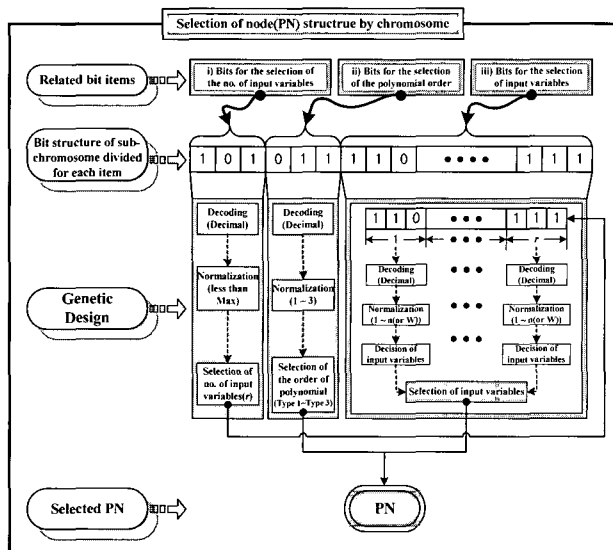 Selection of node(PN) structrue by chromosome
Related bit items
i) Bits for the selection of
the no. of input variables
ii) Bits for the selection
of the polynomial order
iii) Bits for the selection
of input variables
Bit structure of sub-
chromosome divided
for each item
1 0 1 0 1 1 1 1 0 •••• 1 1 1
Genetic
Design
Decoding
(Decimal)
Normalization
(less than
Max)
Selection of
no. of input
variables(r)
Decoding
(Decimal)
Normalization
(1 ~ 3)
Selection of
the order of
polynomial
(Type 1~Type 3)
1 1 0 ••• 1 1 1
1 ••• r
Decoding
(Decimal)
Normalization
(1 ~ n(or W))
Decision of
input variables
•••
•••
•••
Decoding
(Decimal)
Normalization
(1 ~ n(or W))
Decision of
input variables
Selection of input variables
Selected PN
PN